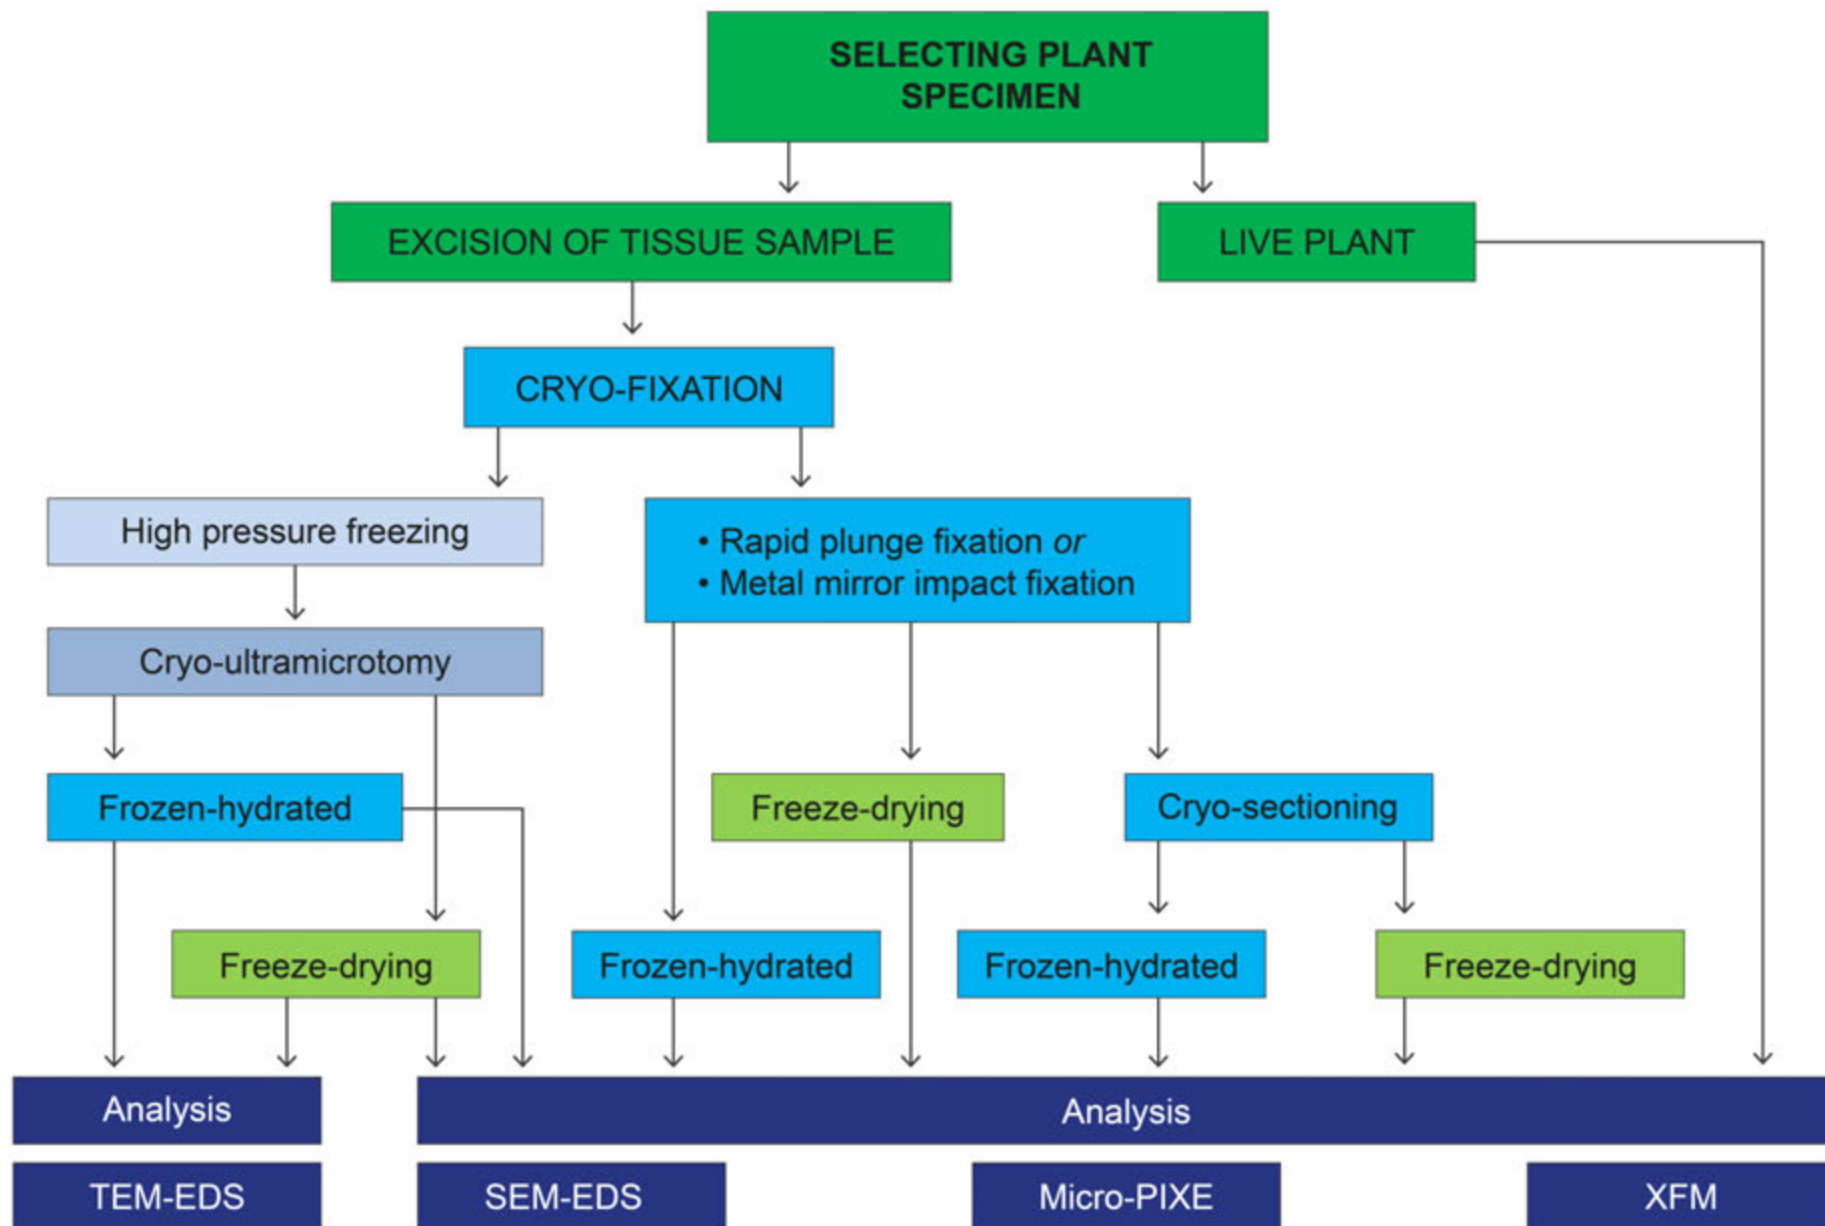 SELECTING PLANT
SPECIMEN
EXCISION OF TISSUE SAMPLE
LIVE PLANT
CRYO-FIXATION
High pressure freezing
• Rapid plunge fixation or
• Metal mirror impact fixation
Cryo-ultramicrotomy
Frozen-hydrated
Freeze-drying
Cryo-sectioning
Freeze-drying
Frozen-hydrated
Frozen-hydrated
Freeze-drying
Analysis
Analysis
TEM-EDS
SEM-EDS
Micro-PIXE
XFM